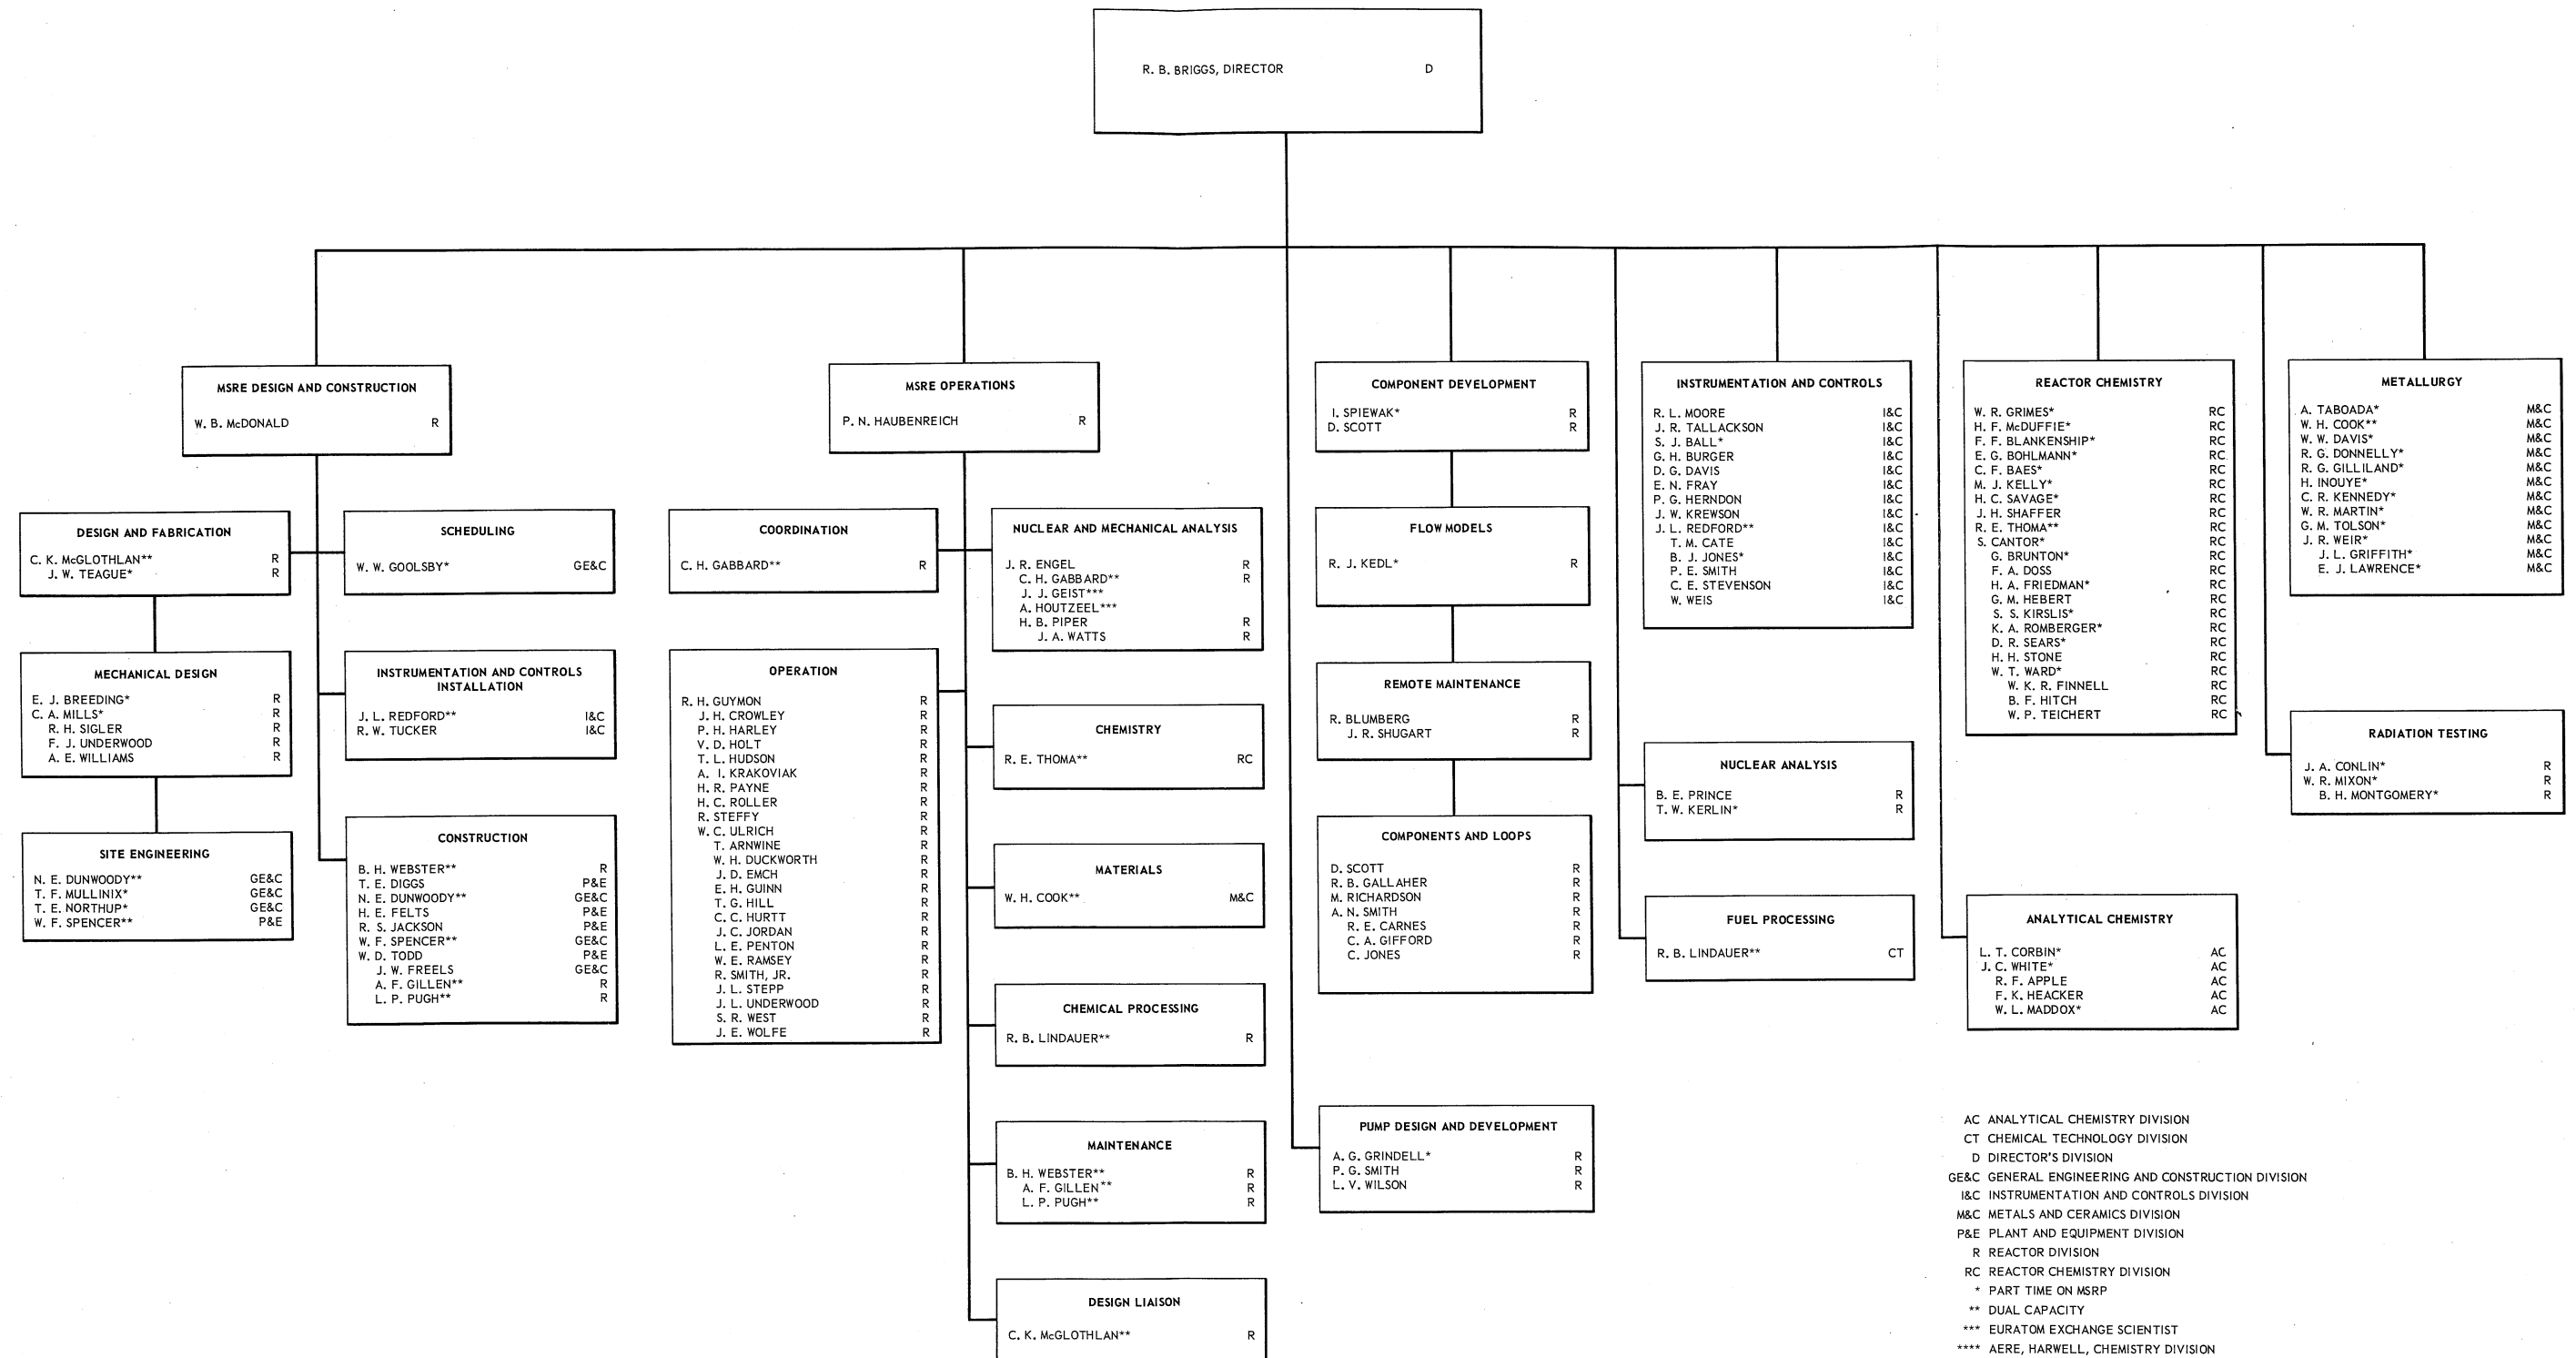 R. B. BRIGGS, DIRECTOR D
MSRE DESIGN AND CONSTRUCTION
W. B. McDONALD R
DESIGN AND FABRICATION
C. K. McGLOTHLAN** R
J. W. TEAGUE* R
SCHEDULING
W. W. GOOLSBY* GE&C
MECHANICAL DESIGN
E. J. BREEDING* R
C. A. MILLS* R
R. H. SIGLER R
F. J. UNDERWOOD R
A. E. WILLIAMS R
INSTRUMENTATION AND CONTROLS
INSTALLATION
J. L. REDFORD** I&C
R. W. TUCKER I&C
SITE ENGINEERING
N. E. DUNWOODY** GE&C
T. F. MULLINIX* GE&C
T. E. NORTHUP* GE&C
W. F. SPENCER** P&E
CONSTRUCTION
B. H. WEBSTER** R
T. E. DIGGS P&E
N. E. DUNWOODY** GE&C
H. E. FELTS P&E
R. S. JACKSON P&E
W. F. SPENCER** GE&C
W. D. TODD P&E
J. W. FREELS GE&C
A. F. GILLEN** R
L. P. PUGH** R
MSRE OPERATIONS
P. N. HAUBENREICH R
COORDINATION
C. H. GABBARD** R
NUCLEAR AND MECHANICAL ANALYSIS
J. R. ENGEL R
C. H. GABBARD** R
J. J. GEIST***
A. HOUTZEEL***
H. B. PIPER R
J. A. WATTS R
OPERATION
R. H. GUYMON R
J. H. CROWLEY R
P. H. HARLEY R
V. D. HOLT R
T. L. HUDSON R
A. I. KRAKOVIAK R
H. R. PAYNE R
H. C. ROLLER R
R. STEFFY R
W. C. ULRICH R
T. ARNWINE R
W. H. DUCKWORTH R
J. D. EMCH R
E. H. GUINN R
T. G. HILL R
C. C. HURTT R
J. C. JORDAN R
L. E. PENTON R
W. E. RAMSEY R
R. SMITH, JR. R
J. L. STEPP R
J. L. UNDERWOOD R
S. R. WEST R
J. E. WOLFE R
CHEMISTRY
R. E. THOMA** RC
MATERIALS
W. H. COOK** M&C
CHEMICAL PROCESSING
R. B. LINDAUER** R
MAINTENANCE
B. H. WEBSTER** R
A. F. GILLEN** R
L. P. PUGH** R
DESIGN LIAISON
C. K. McGLOTHLAN** R
COMPONENT DEVELOPMENT
I. SPIEWAK* R
D. SCOTT R
FLOW MODELS
R. J. KEDL* R
REMOTE MAINTENANCE
R. BLUMBERG R
J. R. SHUGART R
COMPONENTS AND LOOPS
D. SCOTT R
R. B. GALLAHER R
M. RICHARDSON R
A. N. SMITH R
R. E. CARNES R
C. A. GIFFORD R
C. JONES R
PUMP DESIGN AND DEVELOPMENT
A. G. GRINDELL* R
P. G. SMITH R
L. V. WILSON R
INSTRUMENTATION AND CONTROLS
R. L. MOORE I&C
J. R. TALLACKSON I&C
S. J. BALL* I&C
G. H. BURGER I&C
D. G. DAVIS I&C
E. N. FRAY I&C
P. G. HERNDON I&C
J. W. KREWSON I&C
J. L. REDFORD** I&C
T. M. CATE I&C
B. J. JONES* I&C
P. E. SMITH I&C
C. E. STEVENSON I&C
W. WEIS I&C
NUCLEAR ANALYSIS
B. E. PRINCE R
T. W. KERLIN* R
FUEL PROCESSING
R. B. LINDAUER** CT
REACTOR CHEMISTRY
W. R. GRIMES* RC
H. F. McDUFFIE* RC
F. F. BLANKENSHIP* RC
E. G. BOHLMANN* RC
C. F. BAES* RC
M. J. KELLY* RC
H. C. SAVAGE* RC
J. H. SHAFFER RC
R. E. THOMA** RC
S. CANTOR* RC
G. BRUNTON* RC
F. A. DOSS RC
H. A. FRIEDMAN* RC
G. M. HEBERT RC
S. S. KIRSLIS* RC
K. A. ROMBERGER* RC
D. R. SEARS* RC
H. H. STONE RC
W. T. WARD* RC
W. K. R. FINNELL RC
B. F. HITCH RC
W. P. TEICHERT RC
ANALYTICAL CHEMISTRY
L. T. CORBIN* AC
J. C. WHITE* AC
R. F. APPLE AC
F. K. HEACKER AC
W. L. MADDOX* AC
METALLURGY
A. TABOADA* M&C
W. H. COOK** M&C
W. W. DAVIS* M&C
R. G. DONNELLY* M&C
R. G. GILLILAND* M&C
H. INOUYE* M&C
C. R. KENNEDY* M&C
W. R. MARTIN* M&C
G. M. TOLSON* M&C
J. R. WEIR* M&C
J. L. GRIFFITH* M&C
E. J. LAWRENCE* M&C
RADIATION TESTING
J. A. CONLIN* R
W. R. MIXON* R
B. H. MONTGOMERY* R
AC ANALYTICAL CHEMISTRY DIVISION
CT CHEMICAL TECHNOLOGY DIVISION
D DIRECTOR'S DIVISION
GE&C GENERAL ENGINEERING AND CONSTRUCTION DIVISION
I&C INSTRUMENTATION AND CONTROLS DIVISION
M&C METALS AND CERAMICS DIVISION
P&E PLANT AND EQUIPMENT DIVISION
R REACTOR DIVISION
RC REACTOR CHEMISTRY DIVISION
* PART TIME ON MSRP
** DUAL CAPACITY
*** EURATOM EXCHANGE SCIENTIST
**** AERE, HARWELL, CHEMISTRY DIVISION